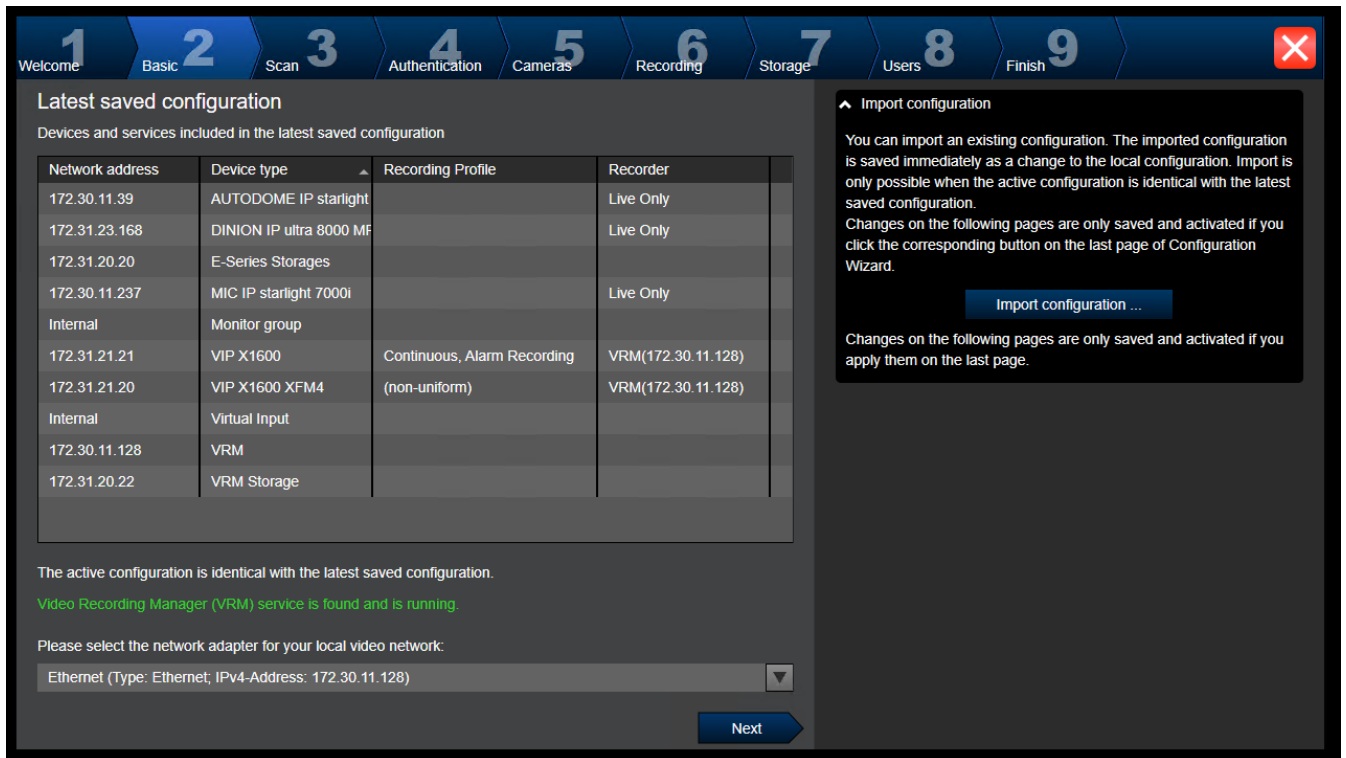 1 Welcome
2 Basic
3 Scan
4 Authentication
5 Cameras
6 Recording
7 Storage
8 Users
9 Finish
Latest saved configuration
Devices and services included in the latest saved configuration
Network address Device type Recording Profile Recorder
172.30.11.39 AUTODOME IP starlight Live Only
172.31.23.168 DINION IP ultra 8000 MP Live Only
172.31.20.20 E-Series Storages
172.30.11.237 MIC IP starlight 7000i Live Only
Internal Monitor group
172.31.21.21 VIP X1600 Continuous, Alarm Recording VRM(172.30.11.128)
172.31.21.20 VIP X1600 XFM4 (non-uniform) VRM(172.30.11.128)
Internal Virtual Input
172.30.11.128 VRM
172.31.20.22 VRM Storage
The active configuration is identical with the latest saved configuration.
Video Recording Manager (VRM) service is found and is running.
Please select the network adapter for your local video network:
Ethernet (Type: Ethernet; IPv4-Address: 172.30.11.128)
Next
Import configuration
You can import an existing configuration. The imported configuration
is saved immediately as a change to the local configuration. Import is
only possible when the active configuration is identical with the latest
saved configuration.
Changes on the following pages are only saved and activated if you
click the corresponding button on the last page of Configuration
Wizard.
Import configuration ...
Changes on the following pages are only saved and activated if you
apply them on the last page.